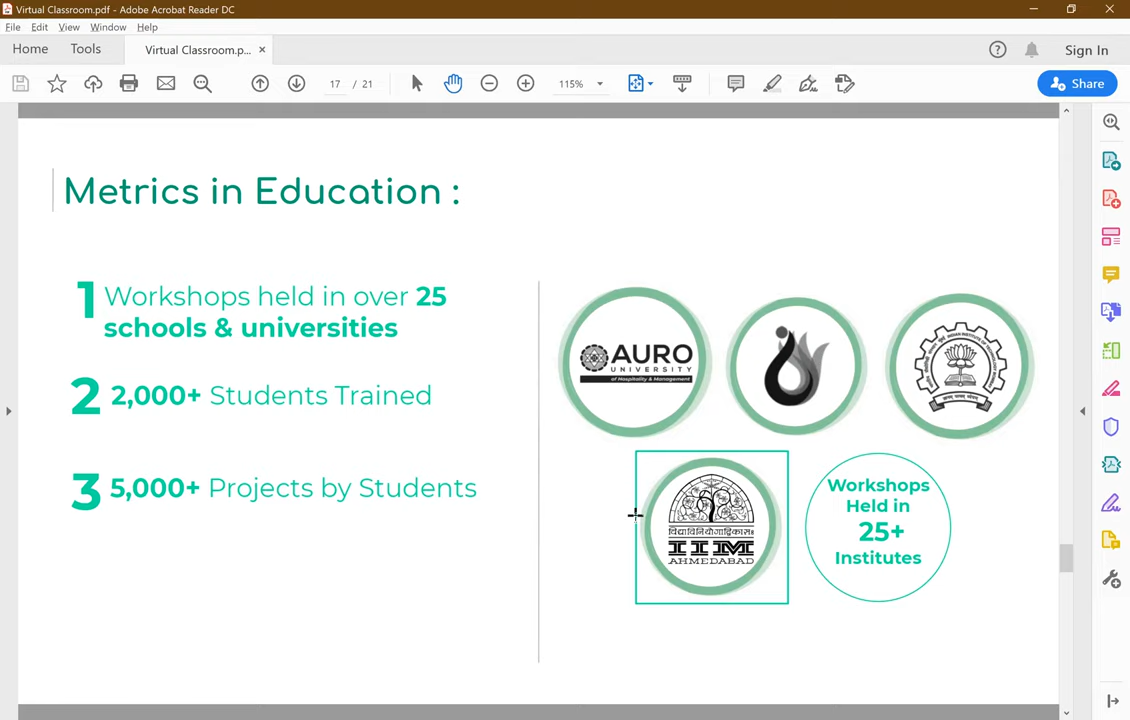 Virtual Classroom.pdf - Adobe Acrobat Reader DC
File Edit View Window Help
Home Tools Virtual Classroom.p... × Sign In
17 / 21 115% Share
Metrics in Education :
1 Workshops held in over 25
schools & universities
2 2,000+ Students Trained
3 5,000+ Projects by Students
AURO
UNIVERSITY
of Hospitality & Management
विद्याविनियोगाद्विकासः
IIM
AHMEDABAD
Workshops
Held in
25+
Institutes